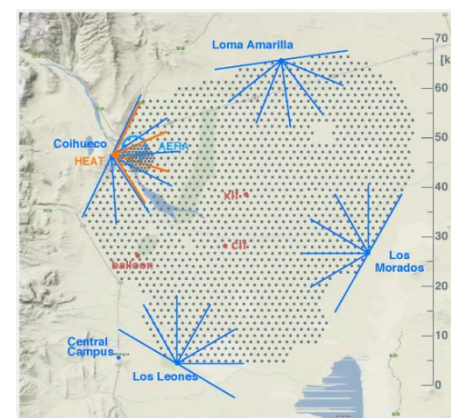 Loma Amarilla
70
[k
60
Coihueco
AERA
50
HEAT
xlf
40
clf
balloon
30
Los
Morados
20
Central
Campus
10
Los Leones
0